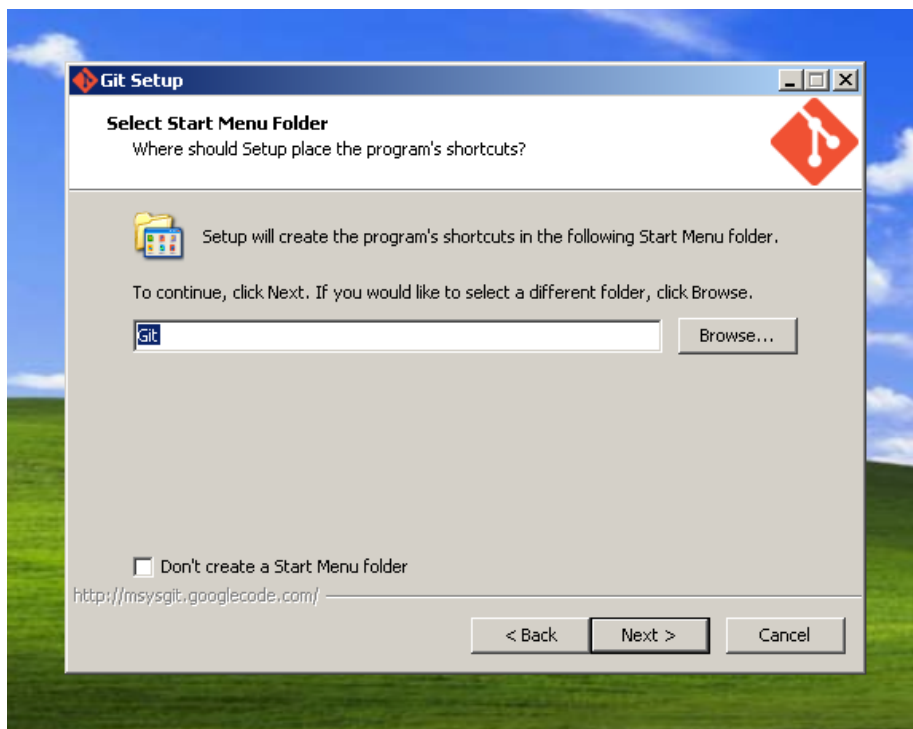 Git Setup
Select Start Menu Folder
Where should Setup place the program's shortcuts?
Setup will create the program's shortcuts in the following Start Menu folder.
To continue, click Next. If you would like to select a different folder, click Browse.
Git
Browse...
Don't create a Start Menu folder
http://msysgit.googlecode.com/
< Back
Next >
Cancel